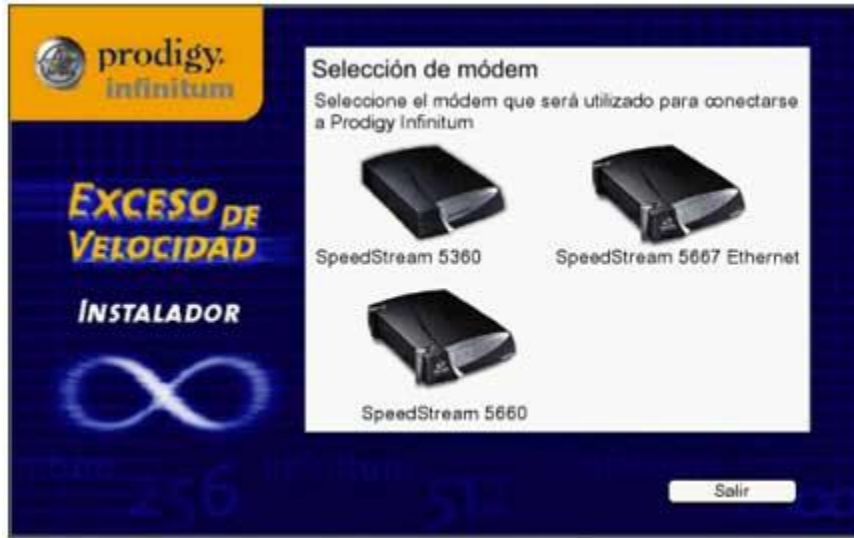 prodigy.
infinitum
EXCESO DE
VELOCIDAD
INSTALADOR
Selección de módem
Seleccione el módem que será utilizado para conectarse
a Prodigy Infinitum
SpeedStream 5360
SpeedStream 5667 Ethernet
SpeedStream 5660
256
512
Salir